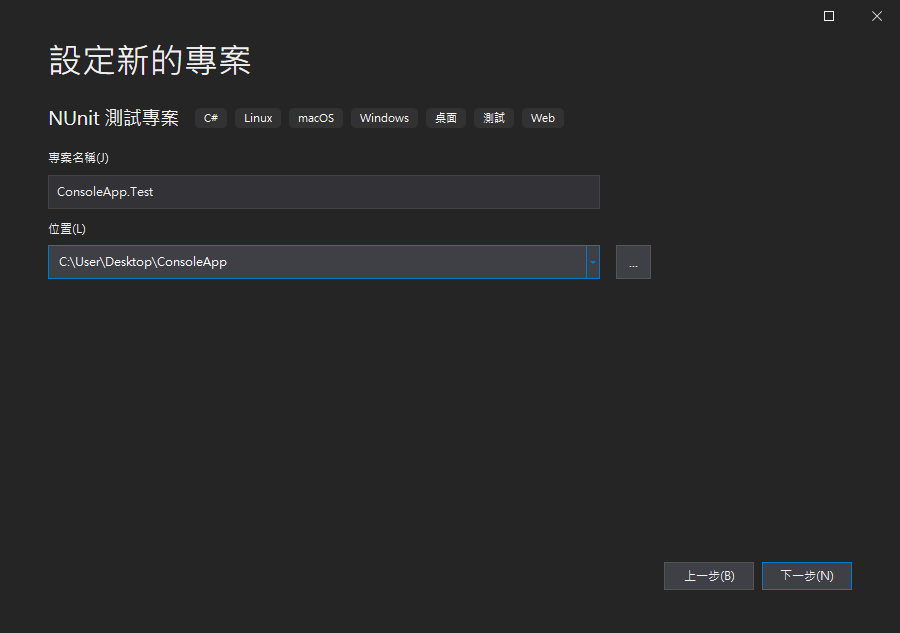 設定新的專案
NUnit 測試專案 C# Linux macOS Windows 桌面 測試 Web
專案名稱(J)
ConsoleApp.Test
位置(L)
C:\User\Desktop\ConsoleApp
...
上一步(B) 下一步(N)